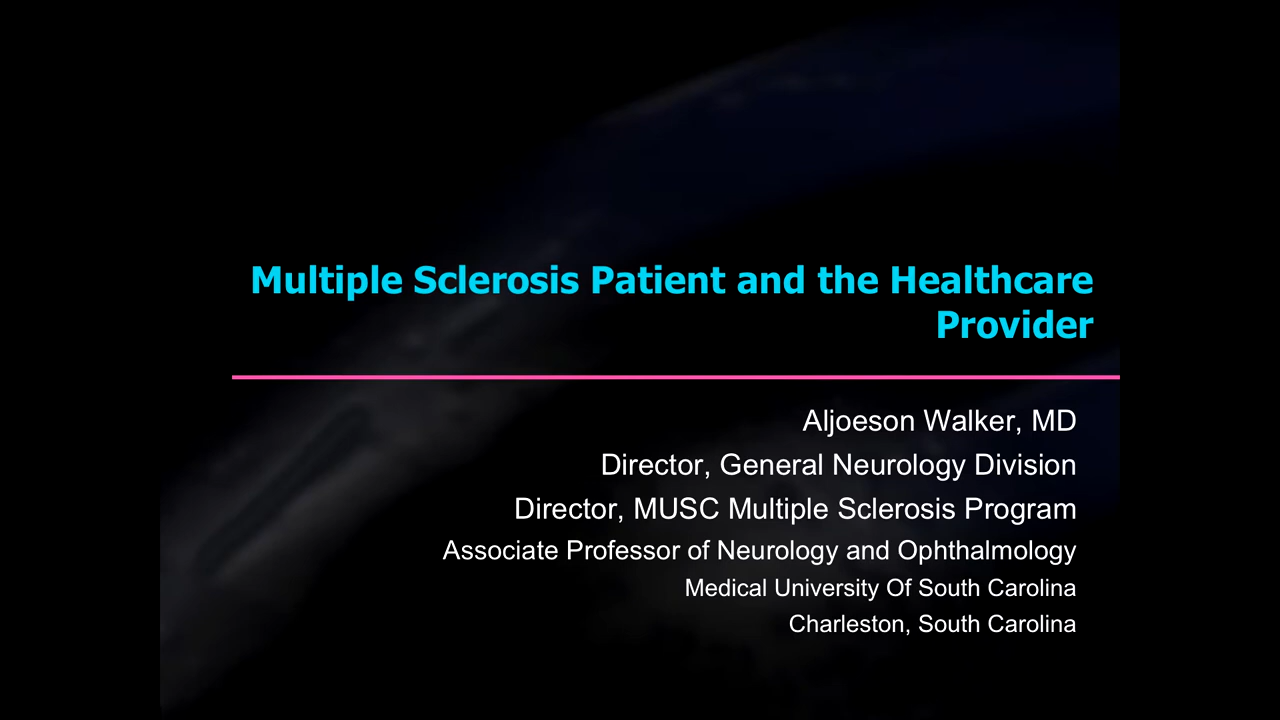 Multiple Sclerosis Patient and the Healthcare
Provider
Aljoeson Walker, MD
Director, General Neurology Division
Director, MUSC Multiple Sclerosis Program
Associate Professor of Neurology and Ophthalmology
Medical University Of South Carolina
Charleston, South Carolina